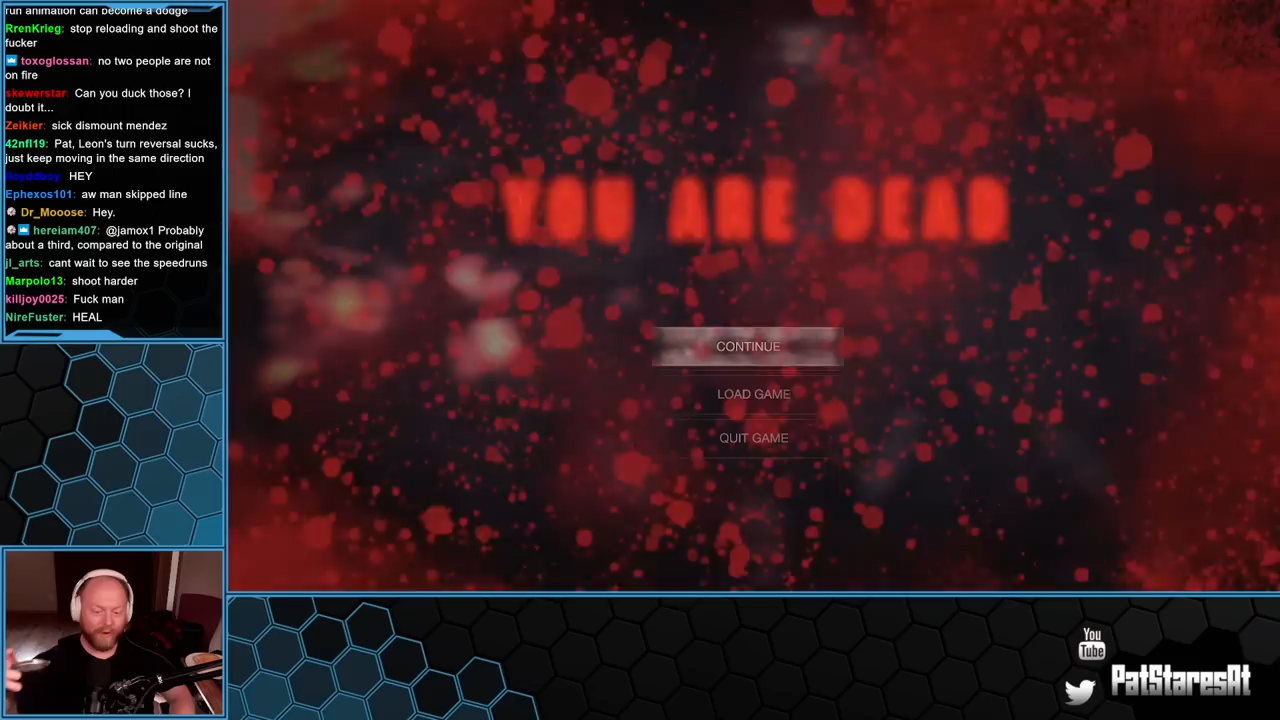 run animation can become a dodge
RrenKrieg: stop reloading and shoot the
fucker
toxoglossan: no two people are not
on fire
skewerstar: Can you duck those? I
doubt it...
Zeikier: sick dismount mendez
42nfl19: Pat, Leon's turn reversal sucks,
just keep moving in the same direction
HEY
Ephexos101: aw man skipped line
Dr_Mooose: Hey.
hereiam407: @jamox1 Probably
about a third, compared to the original
jl_arts: cant wait to see the speedruns
Marpolo13: shoot harder
killjoy0025: Fuck man
NireFuster: HEAL
YOU ARE DEAD
CONTINUE
LOAD GAME
QUIT GAME
You
Tube
PatStaresAt